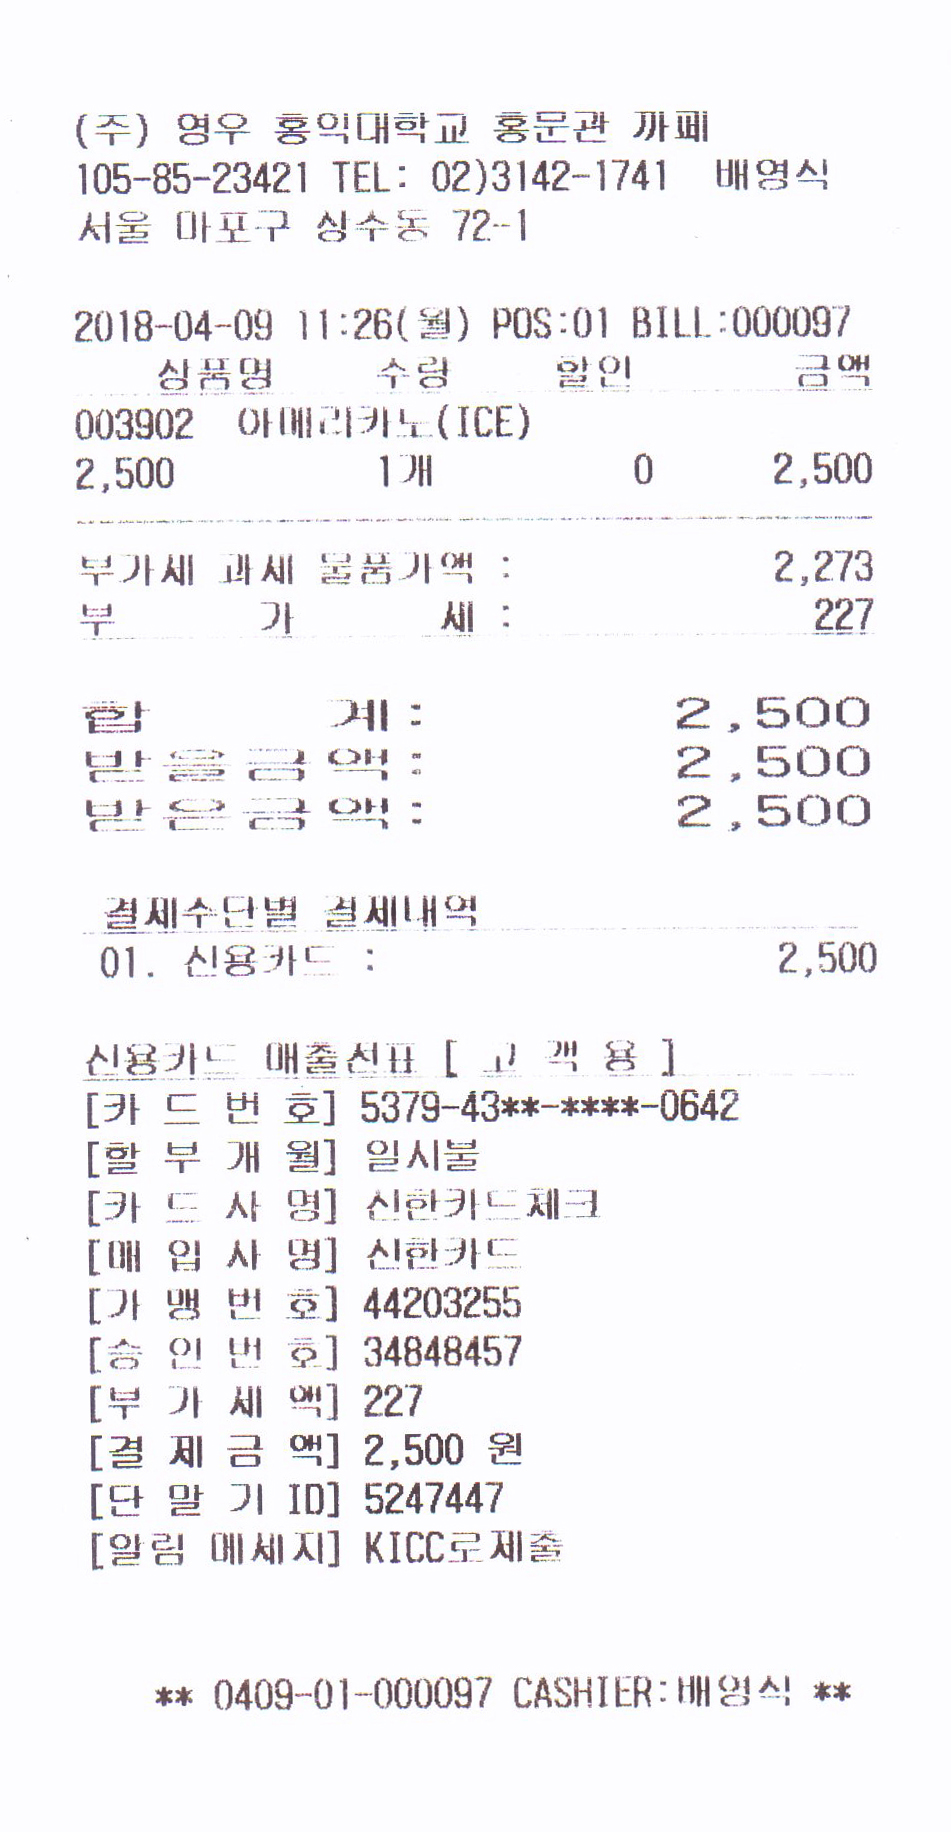 (주) 영우 홍익대학교 홍문관 까페
105-85-23421 TEL: 02)3142-1741 배영식
서울 마포구 상수동 72-1
2018-04-09 11:26(월) POS:01 BILL:000097
상품명 수량 할인 금액
003902 아메리카노(ICE)
2,500 1개 0 2,500
부가세 과세 물품가액 : 2,273
부 가 세 : 227
합 계 : 2,500
받을금액 : 2,500
받은금액 : 2,500
결제수단별 결제내역
01. 신용카드 : 2,500
신용카드 매출전표 [ 고 객 용 ]
[카 드 번 호] 5379-43**-****-0642
[할 부 개 월] 일시불
[카 드 사 명] 신한카드체크
[매 입 사 명] 신한카드
[가 맹 번 호] 44203255
[승 인 번 호] 34848457
[부 가 세 액] 227
[결 제 금 액] 2,500 원
[단 말 기 ID] 5247447
[알림 메세지] KICC로제출
** 0409-01-000097 CASHIER:배영식 **